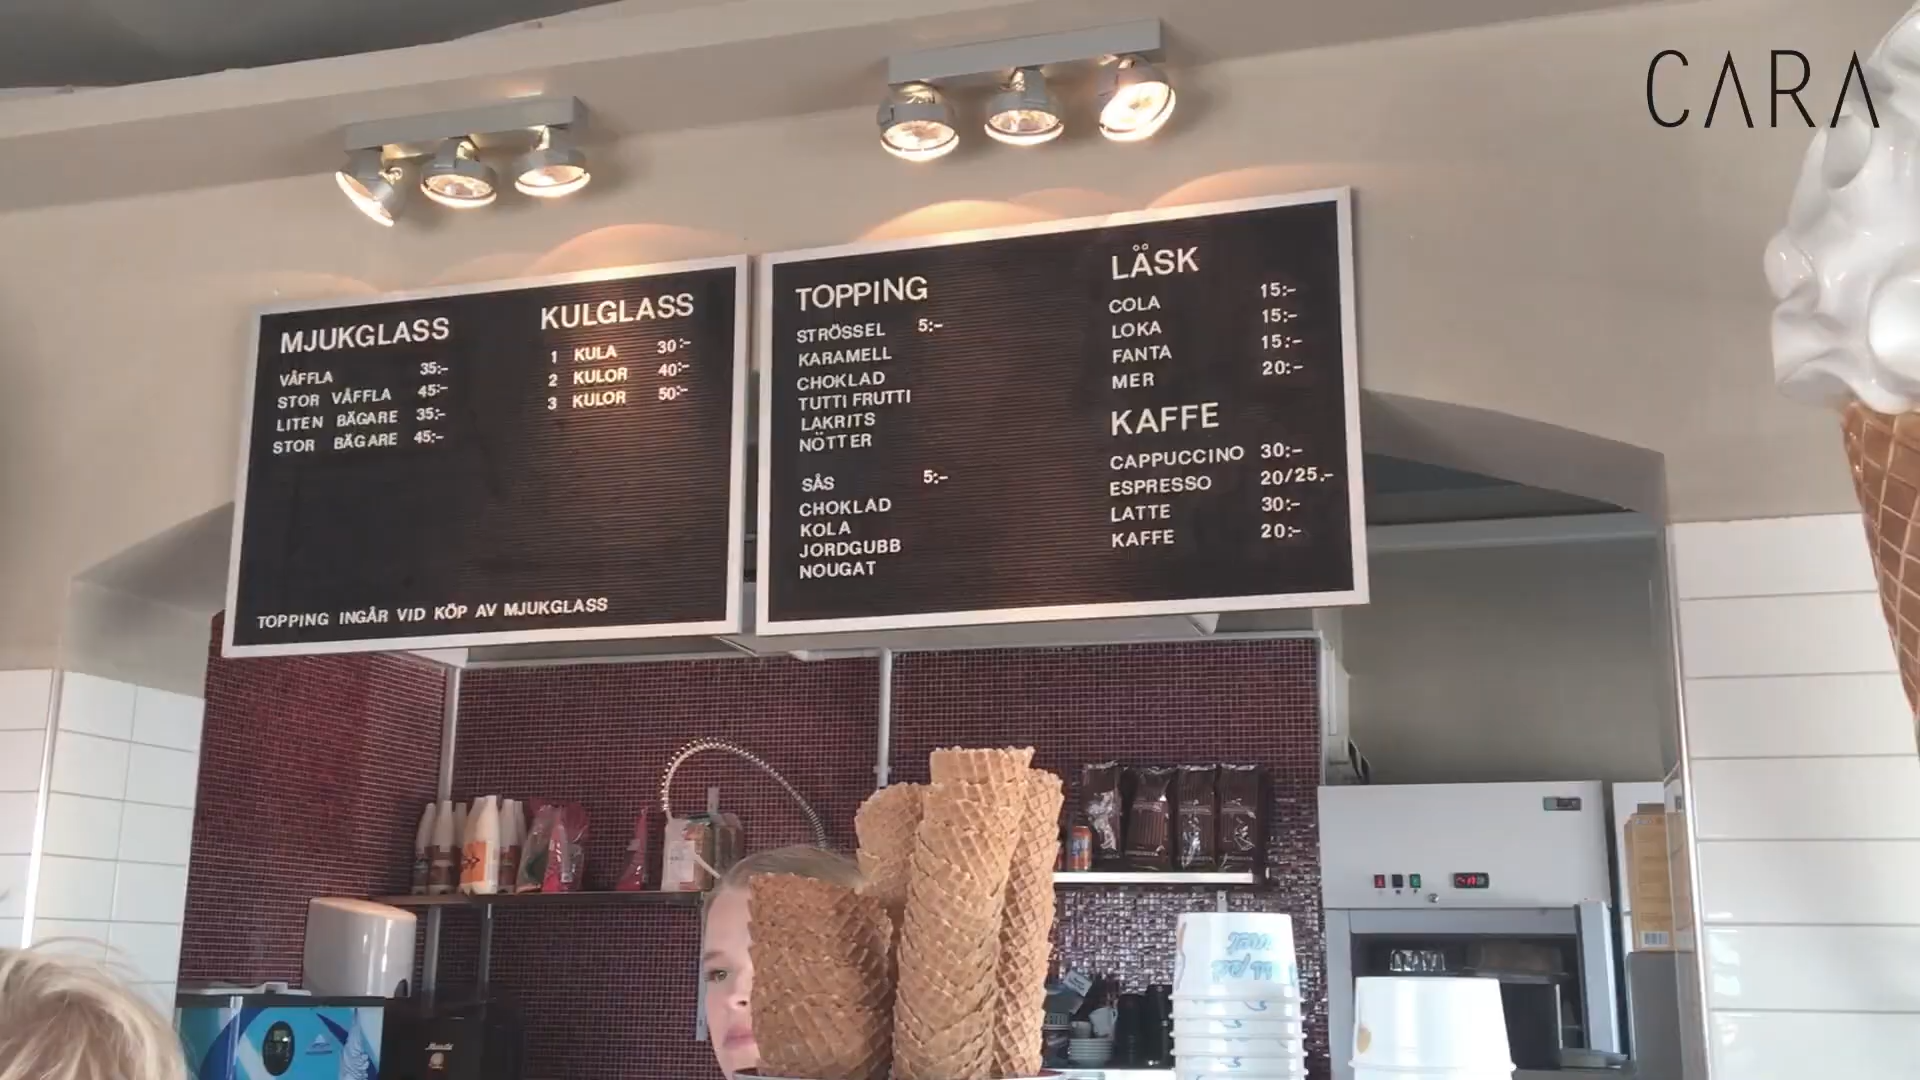 CARA
MJUKGLASS
VÅFFLA 35:-
STOR VÅFFLA 45:-
LITEN BÄGARE 35:-
STOR BÄGARE 45:-
TOPPING INGÅR VID KÖP AV MJUKGLASS
KULGLASS
1 KULA 30:-
2 KULOR 40:-
3 KULOR 50:-
TOPPING
STRÖSSEL 5:-
KARAMELL
CHOKLAD
TUTTI FRUTTI
LAKRITS
NÖTTER
SÅS 5:-
CHOKLAD
KOLA
JORDGUBB
NOUGAT
LÄSK
COLA 15:-
LOKA 15:-
FANTA 15:-
MER 20:-
KAFFE
CAPPUCCINO 30:-
ESPRESSO 20/25.-
LATTE 30:-
KAFFE 20:-